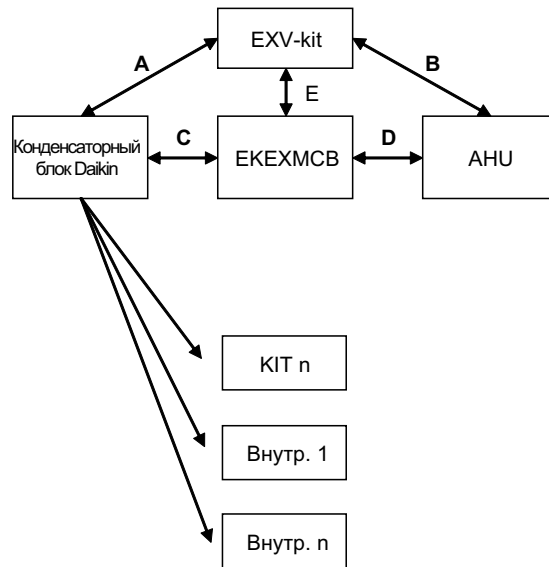 EXV-kit
A
B
E
Конденсаторный
блок Daikin
C
EKEXMCB
D
AHU
KIT n
Внутр. 1
Внутр. n